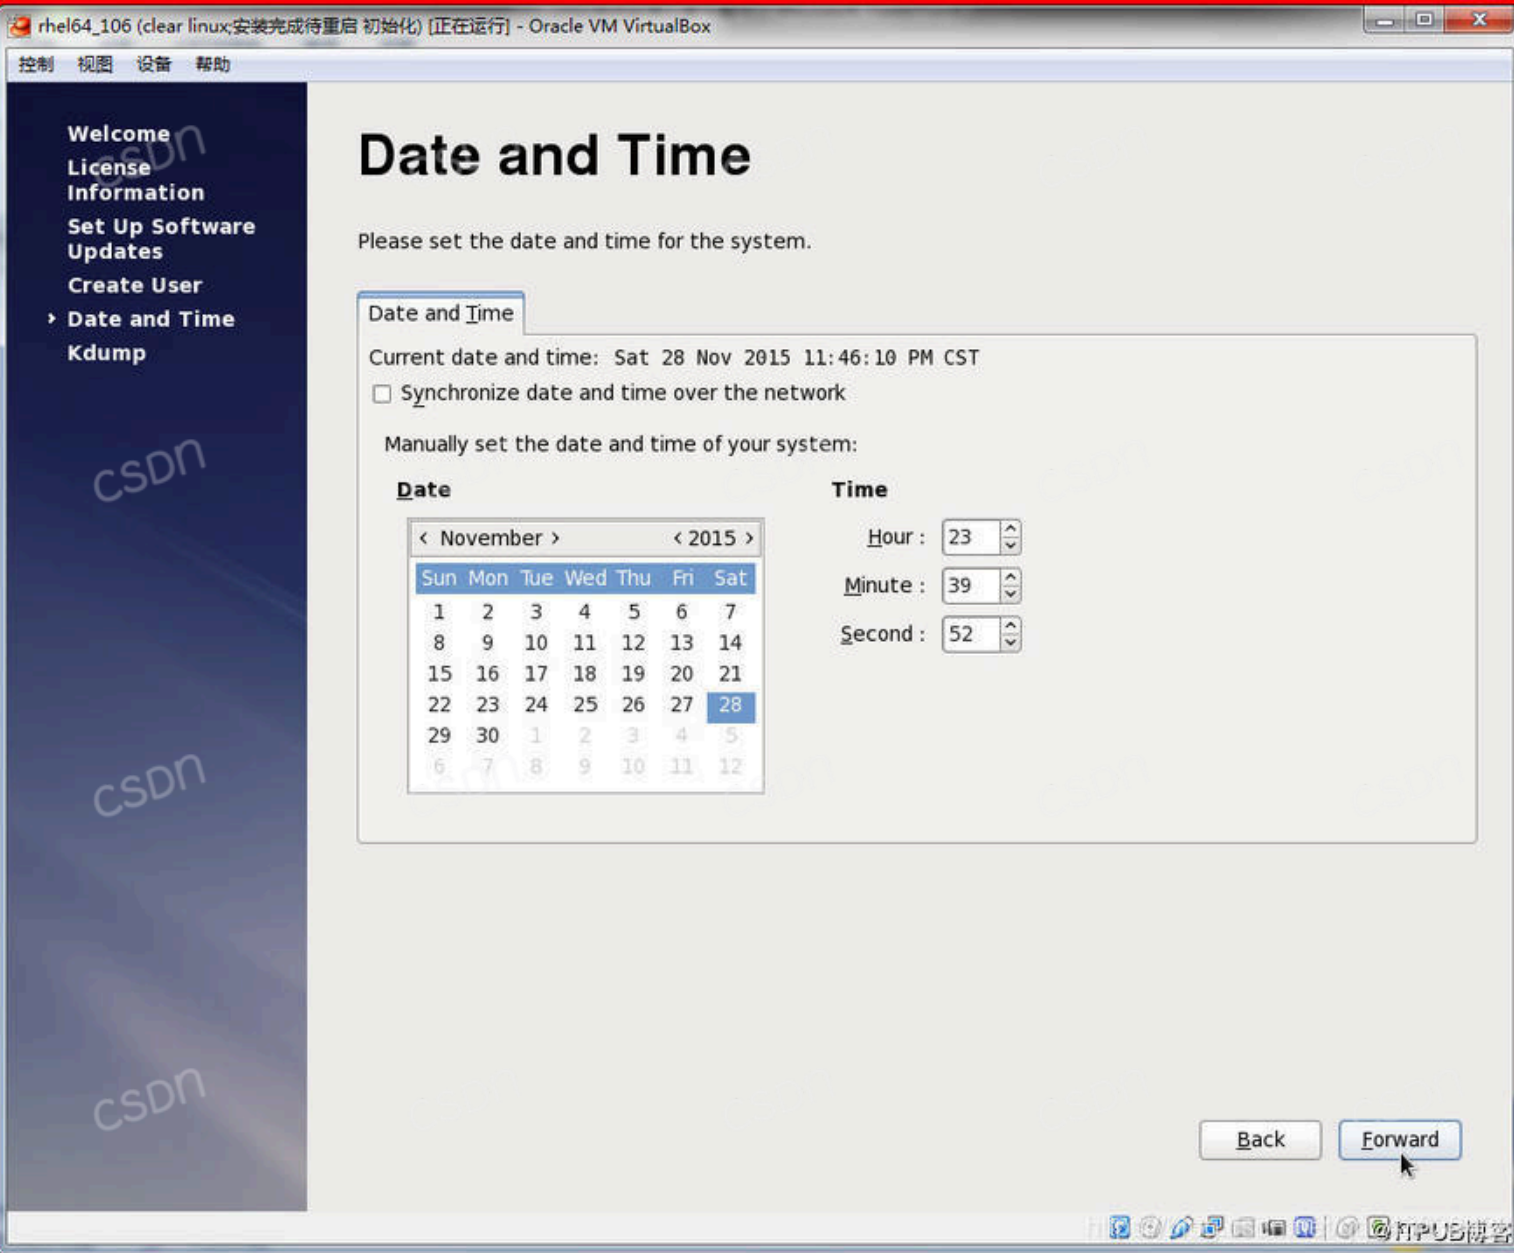 rhel64_106 (clear linux;安装完成待重启 初始化) [正在运行] - Oracle VM VirtualBox
控制 视图 设备 帮助
Welcome
License
Information
Set Up Software
Updates
Create User
Date and Time
Kdump
Date and Time
Please set the date and time for the system.
Date and Time
Current date and time: Sat 28 Nov 2015 11:46:10 PM CST
Synchronize date and time over the network
Manually set the date and time of your system:
Date
Time
< November > < 2015 >
Sun Mon Tue Wed Thu Fri Sat
1 2 3 4 5 6 7
8 9 10 11 12 13 14
15 16 17 18 19 20 21
22 23 24 25 26 27 28
29 30 1 2 3 4 5
6 7 8 9 10 11 12
Hour : 23
Minute : 39
Second : 52
Back Forward
CSDN
CSDN
CSDN
CSDN
@ITPUB博客